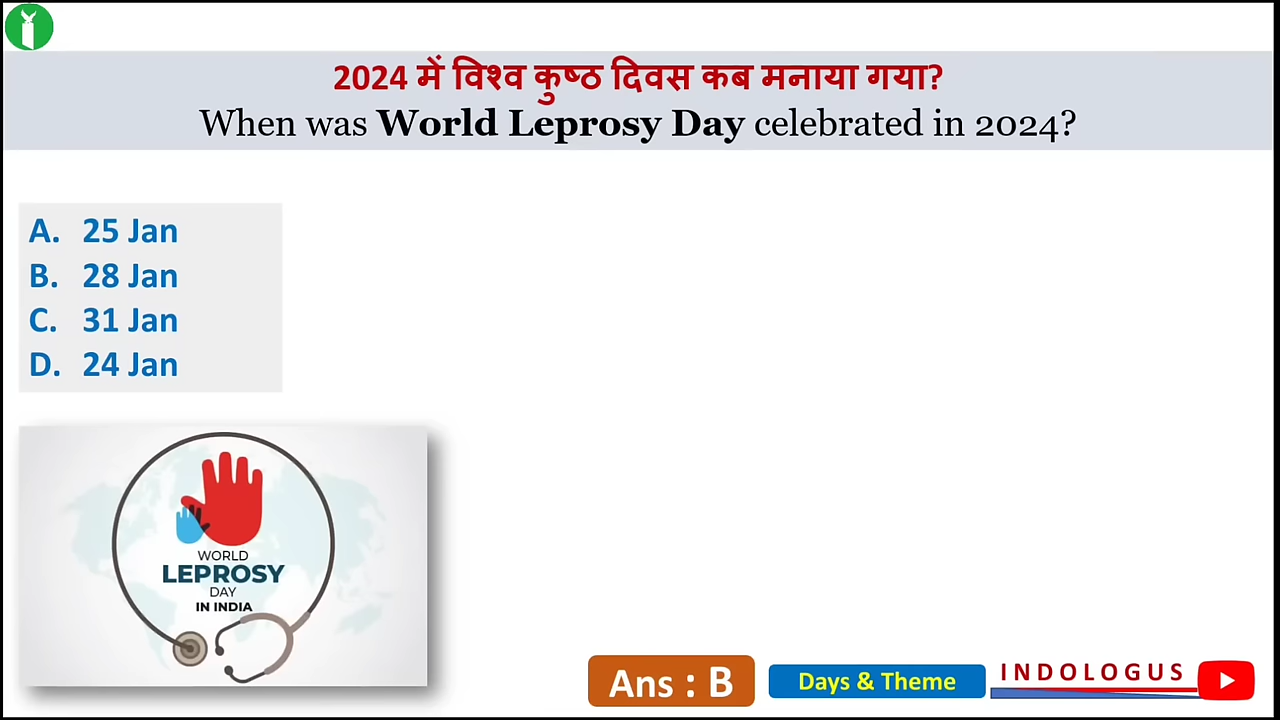 2024 में विश्व कुष्ठ दिवस कब मनाया गया?
When was World Leprosy Day celebrated in 2024?
A. 25 Jan
B. 28 Jan
C. 31 Jan
D. 24 Jan
WORLD
LEPROSY
DAY
IN INDIA
Ans : B
Days & Theme
INDOLOGUS